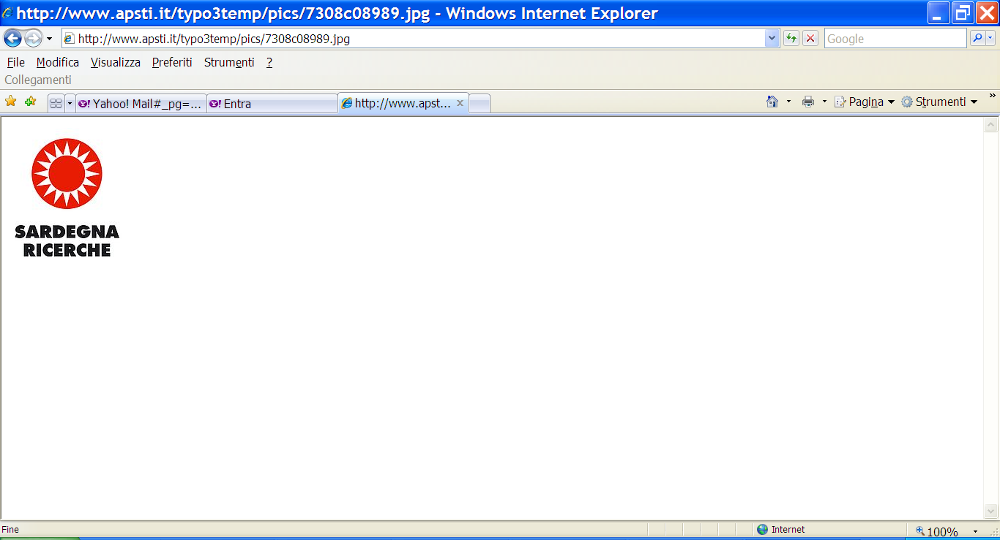 http://www.apsti.it/typo3temp/pics/7308c08989.jpg - Windows Internet Explorer
http://www.apsti.it/typo3temp/pics/7308c08989.jpg Google
File Modifica Visualizza Preferiti Strumenti ?
Collegamenti
Yahoo! Mail#_pg=... Entra http://www.apst... Pagina Strumenti »
SARDEGNA
RICERCHE
Fine Internet 100%